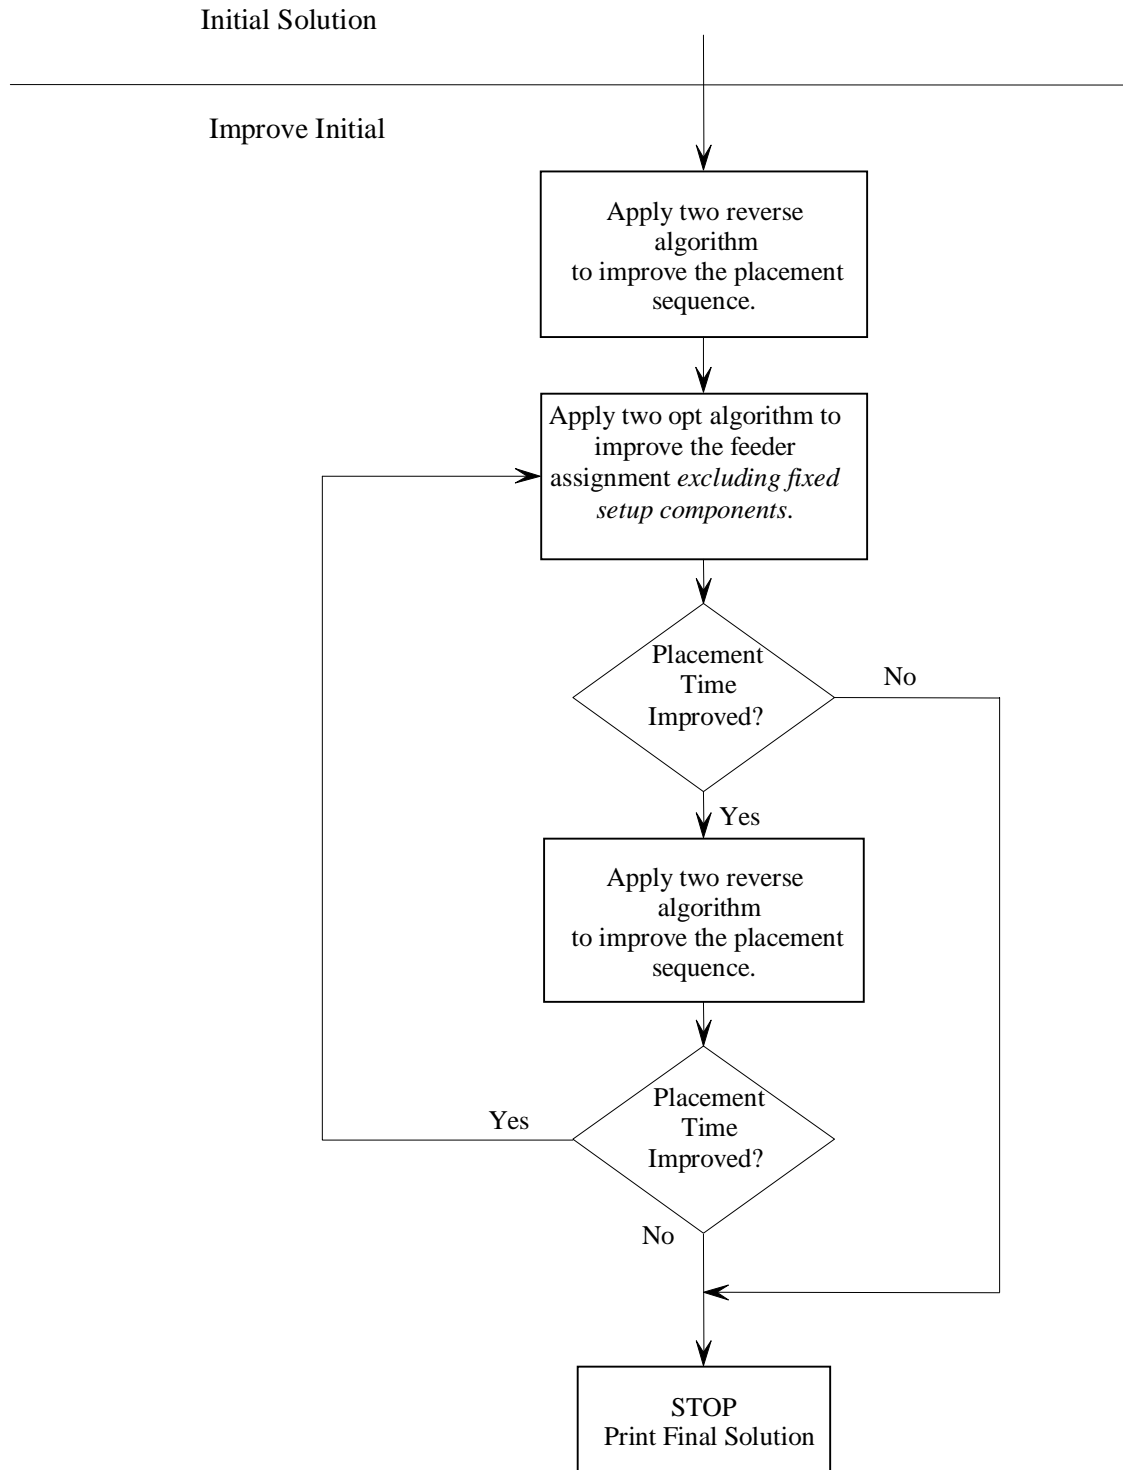 Initial Solution
Improve Initial
Apply two reverse
algorithm
to improve the placement
sequence.
Apply two opt algorithm to
improve the feeder
assignment excluding fixed
setup components.
Placement
Time
Improved?
No
Yes
Apply two reverse
algorithm
to improve the placement
sequence.
Placement
Time
Improved?
Yes
No
STOP
Print Final Solution